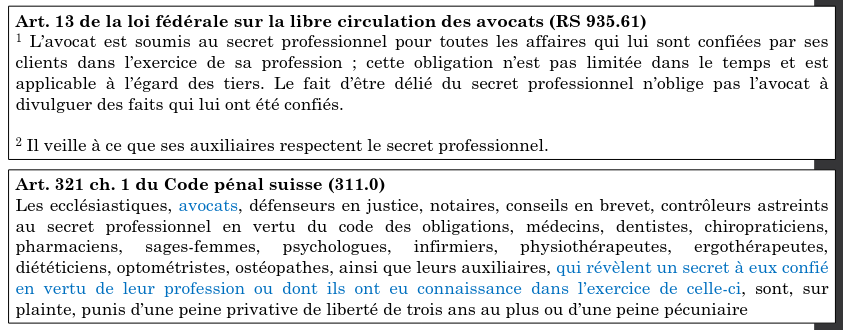 Art. 13 de la loi fédérale sur la libre circulation des avocats (RS 935.61)
¹ L'avocat est soumis au secret professionnel pour toutes les affaires qui lui sont confiées par ses
clients dans l'exercice de sa profession ; cette obligation n'est pas limitée dans le temps et est
applicable à l'égard des tiers. Le fait d'être délié du secret professionnel n'oblige pas l'avocat à
divulguer des faits qui lui ont été confiés.
² Il veille à ce que ses auxiliaires respectent le secret professionnel.
Art. 321 ch. 1 du Code pénal suisse (311.0)
Les ecclésiastiques, avocats, défenseurs en justice, notaires, conseils en brevet, contrôleurs astreints
au secret professionnel en vertu du code des obligations, médecins, dentistes, chiropraticiens,
pharmaciens, sages-femmes, psychologues, infirmiers, physiothérapeutes, ergothérapeutes,
diététiciens, optométristes, ostéopathes, ainsi que leurs auxiliaires, qui révèlent un secret à eux confié
en vertu de leur profession ou dont ils ont eu connaissance dans l'exercice de celle-ci, sont, sur
plainte, punis d'une peine privative de liberté de trois ans au plus ou d'une peine pécuniaire